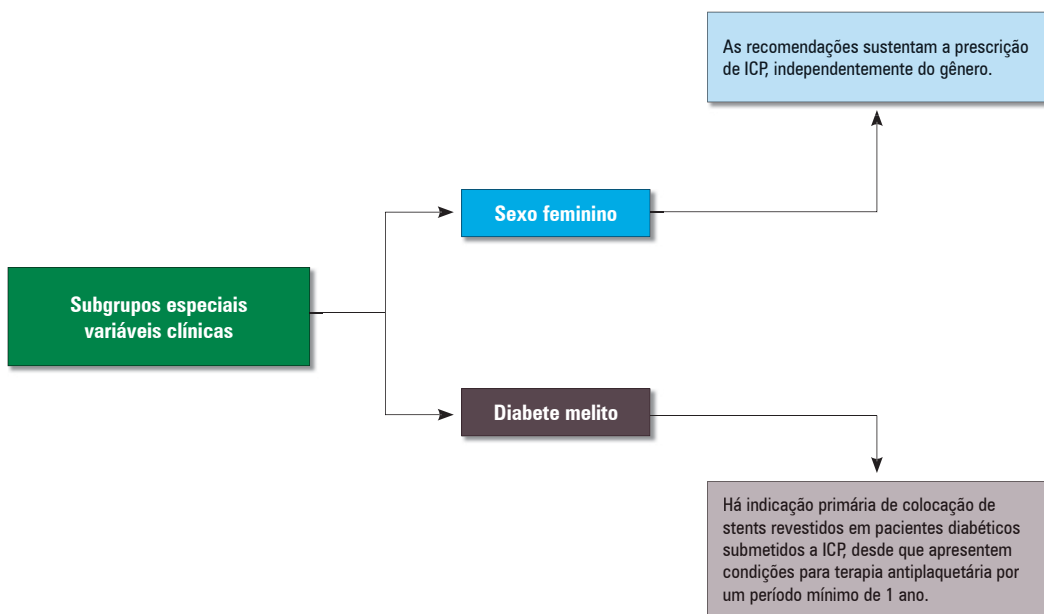 As recomendações sustentam a prescrição
de ICP, independentemente do gênero.
Sexo feminino
Subgrupos especiais
variáveis clínicas
Diabete melito
Há indicação primária de colocação de
stents revestidos em pacientes diabéticos
submetidos a ICP, desde que apresentem
condições para terapia antiplaquetária por
um período mínimo de 1 ano.